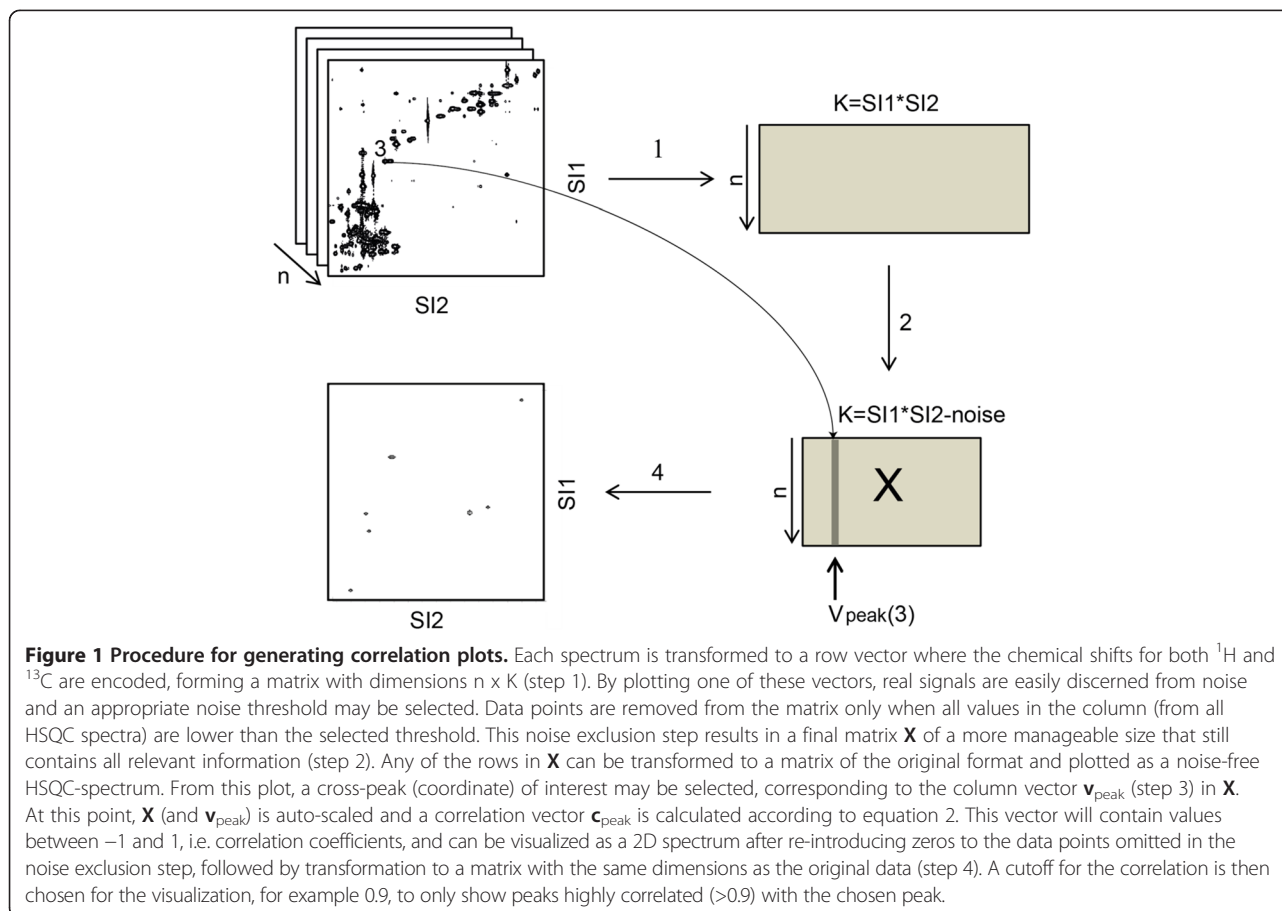 K=SI1*SI2
3
SI1
1
n
n
SI2
2
K=SI1*SI2-noise
SI1
4
n
X
SI2
Vpeak(3)
Figure 1 Procedure for generating correlation plots. Each spectrum is transformed to a row vector where the chemical shifts for both ¹H and
¹³C are encoded, forming a matrix with dimensions n x K (step 1). By plotting one of these vectors, real signals are easily discerned from noise
and an appropriate noise threshold may be selected. Data points are removed from the matrix only when all values in the column (from all
HSQC spectra) are lower than the selected threshold. This noise exclusion step results in a final matrix X of a more manageable size that still
contains all relevant information (step 2). Any of the rows in X can be transformed to a matrix of the original format and plotted as a noise-free
HSQC-spectrum. From this plot, a cross-peak (coordinate) of interest may be selected, corresponding to the column vector vpeak (step 3) in X.
At this point, X (and vpeak) is auto-scaled and a correlation vector cpeak is calculated according to equation 2. This vector will contain values
between −1 and 1, i.e. correlation coefficients, and can be visualized as a 2D spectrum after re-introducing zeros to the data points omitted in the
noise exclusion step, followed by transformation to a matrix with the same dimensions as the original data (step 4). A cutoff for the correlation is then
chosen for the visualization, for example 0.9, to only show peaks highly correlated (>0.9) with the chosen peak.